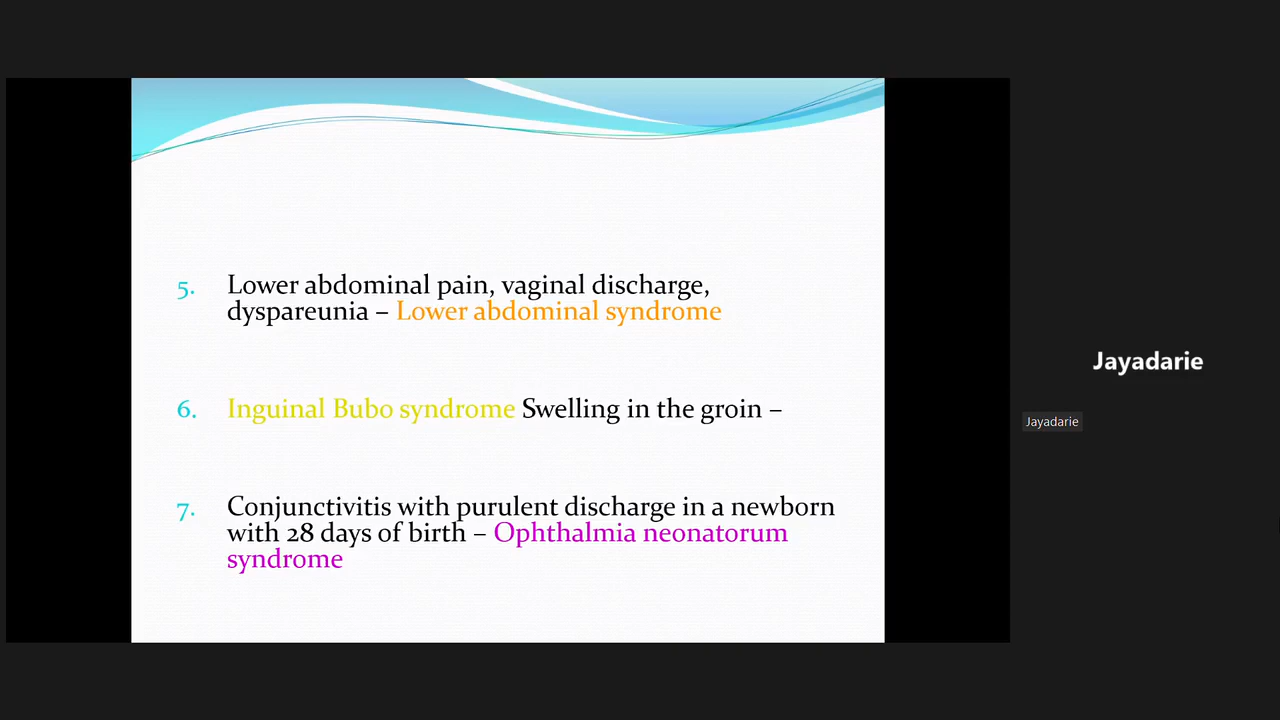 5. Lower abdominal pain, vaginal discharge,
dyspareunia – Lower abdominal syndrome
6. Inguinal Bubo syndrome Swelling in the groin –
7. Conjunctivitis with purulent discharge in a newborn
with 28 days of birth – Ophthalmia neonatorum
syndrome
Jayadarie
Jayadarie